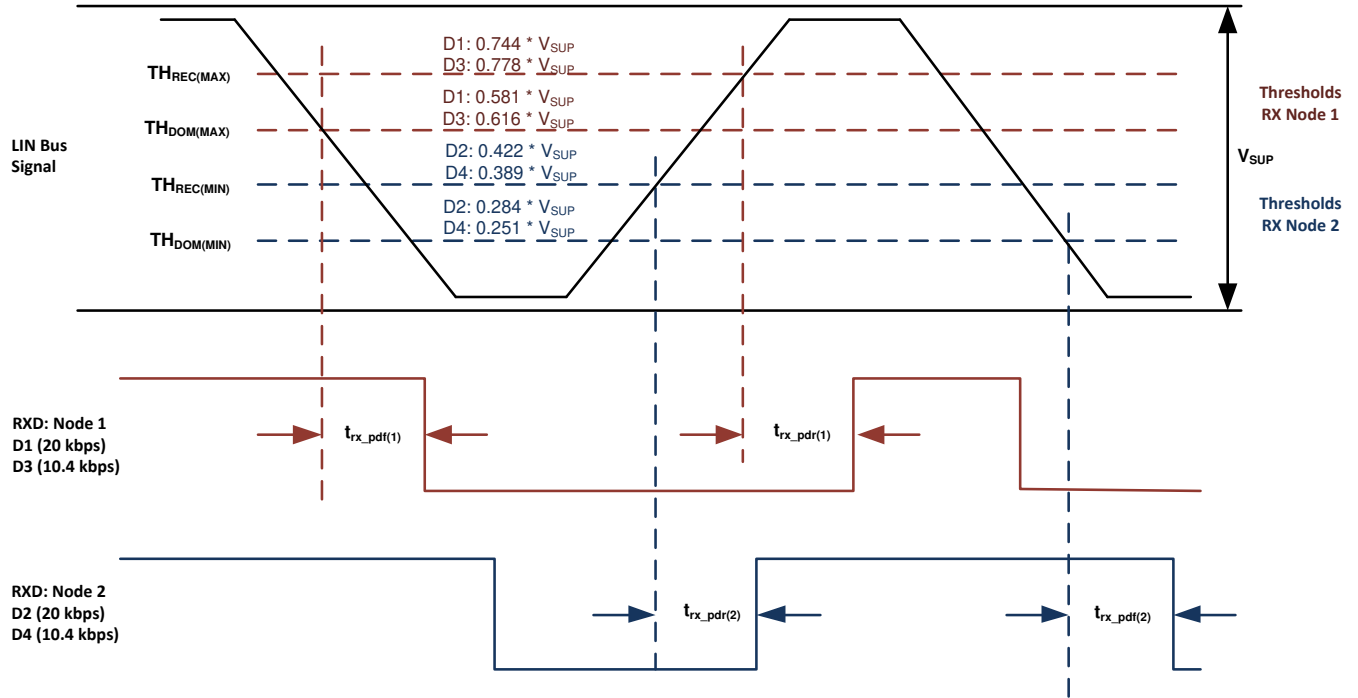 D1: 0.744 * VSUP
THREC(MAX)
D3: 0.778 * VSUP
D1: 0.581 * VSUP
Thresholds
RX Node 1
THDOM(MAX)
D3: 0.616 * VSUP
LIN Bus
Signal
D2: 0.422 * VSUP
VSUP
THREC(MIN)
D4: 0.389 * VSUP
D2: 0.284 * VSUP
Thresholds
RX Node 2
THDOM(MIN)
D4: 0.251 * VSUP
RXD: Node 1
D1 (20 kbps)
D3 (10.4 kbps)
trx_pdf(1)
trx_pdr(1)
RXD: Node 2
D2 (20 kbps)
D4 (10.4 kbps)
trx_pdr(2)
trx_pdf(2)